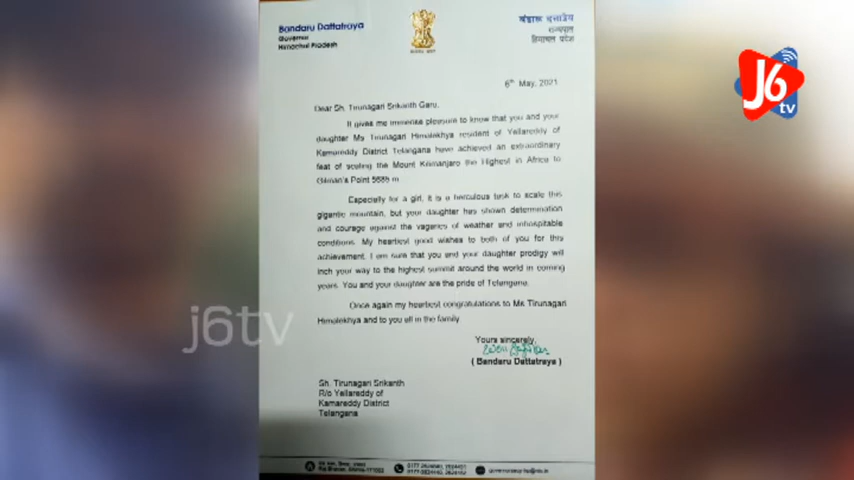 Bandaru Dattatraya
Governor
Himachal Pradesh
बंडारू दत्तात्रेय
राज्यपाल
हिमाचल प्रदेश
J6
tv
6th May, 2021
Dear Sh. Tirunagari Srikanth Garu,
It gives me immense pleasure to know that you and your
daughter Ms Tirunagari Himalekhya resident of Yellareddy of
Kamareddy District Telangana have achieved an extraordinary
feat of scaling the Mount Kilimanjaro the Highest in Africa to
Gilman's Point 5685 m
Especially for a girl, it is a herculous task to scale this
gigantic mountain, but your daughter has shown determination
and courage against the vagaries of weather and inhospitable
conditions. My heartiest good wishes to both of you for this
achievement. I am sure that you and your daughter prodigy will
inch your way to the highest summit around the world in coming
years. You and your daughter are the pride of Telangana.
Once again my heartiest congratulations to Ms Tirunagari
Himalekhya and to you all in the family
j6tv
Yours sincerely,
( Bandaru Dattatraya )
Sh. Tirunagari Srikanth
R/o Yellareddy of
Kamareddy District
Telangana